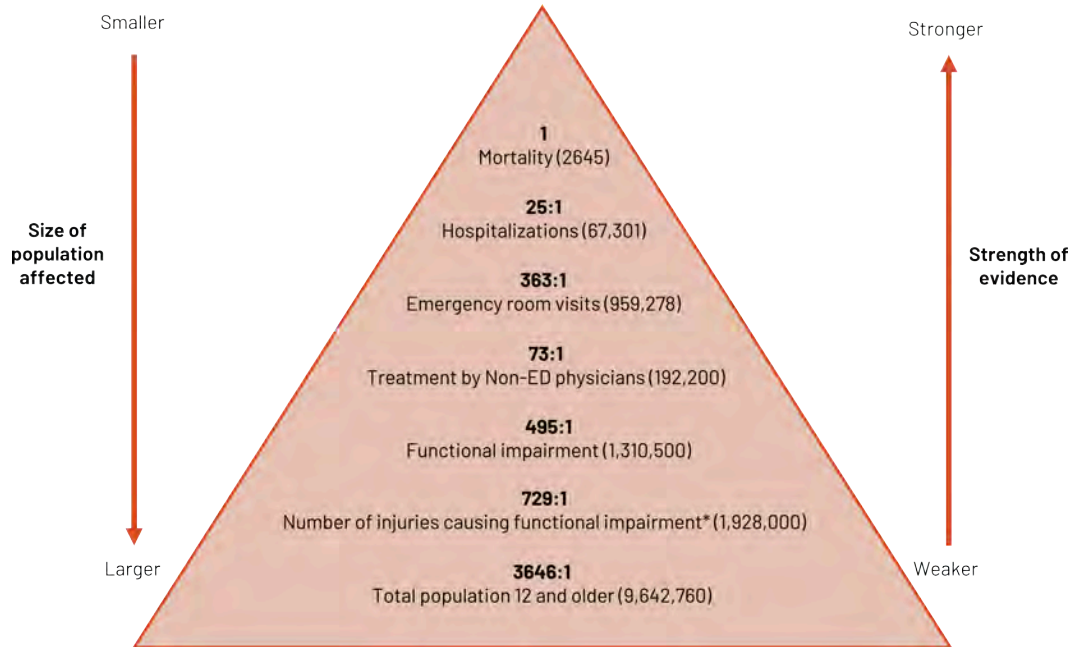 Smaller
Stronger
1
Mortality (2645)
25:1
Hospitalizations (67,301)
Size of
population
affected
Strength of
evidence
363:1
Emergency room visits (959,278)
73:1
Treatment by Non-ED physicians (192,200)
495:1
Functional impairment (1,310,500)
729:1
Number of injuries causing functional impairment* (1,928,000)
Larger
Weaker
3646:1
Total population 12 and older (9,642,760)